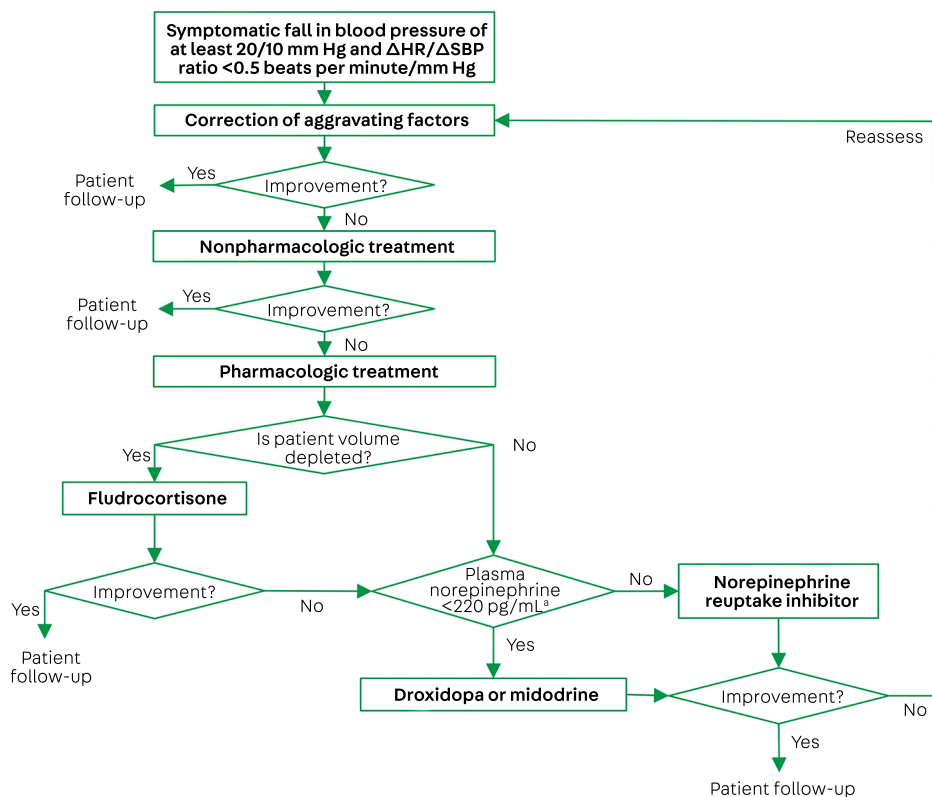 Symptomatic fall in blood pressure of
at least 20/10 mm Hg and ΔHR/ΔSBP
ratio <0.5 beats per minute/mm Hg
Correction of aggravating factors
Reassess
Improvement?
Yes
Patient
follow-up
No
Nonpharmacologic treatment
Improvement?
Yes
Patient
follow-up
No
Pharmacologic treatment
Is patient volume
depleted?
Yes
No
Fludrocortisone
Improvement?
Yes
Patient
follow-up
No
Plasma
norepinephrine
<220 pg/mLª
No
Norepinephrine
reuptake inhibitor
Yes
Droxidopa or midodrine
Improvement?
No
Yes
Patient follow-up